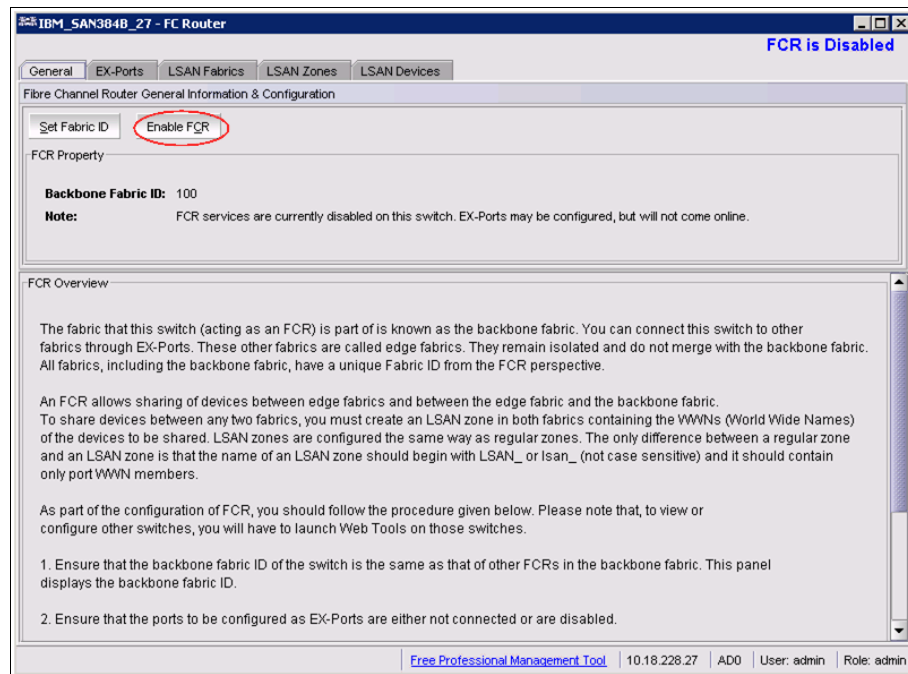 IBM_SAN384B_27 - FC Router
FCR is Disabled
General EX-Ports LSAN Fabrics LSAN Zones LSAN Devices
Fibre Channel Router General Information & Configuration
Set Fabric ID Enable FCR
FCR Property
Backbone Fabric ID: 100
Note: FCR services are currently disabled on this switch. EX-Ports may be configured, but will not come online.
FCR Overview
The fabric that this switch (acting as an FCR) is part of is known as the backbone fabric. You can connect this switch to other
fabrics through EX-Ports. These other fabrics are called edge fabrics. They remain isolated and do not merge with the backbone fabric.
All fabrics, including the backbone fabric, have a unique Fabric ID from the FCR perspective.
An FCR allows sharing of devices between edge fabrics and between the edge fabric and the backbone fabric.
To share devices between any two fabrics, you must create an LSAN zone in both fabrics containing the WWNs (World Wide Names)
of the devices to be shared. LSAN zones are configured the same way as regular zones. The only difference between a regular zone
and an LSAN zone is that the name of an LSAN zone should begin with LSAN_ or lsan_ (not case sensitive) and it should contain
only port WWN members.
As part of the configuration of FCR, you should follow the procedure given below. Please note that, to view or
configure other switches, you will have to launch Web Tools on those switches.
1. Ensure that the backbone fabric ID of the switch is the same as that of other FCRs in the backbone fabric. This panel
displays the backbone fabric ID.
2. Ensure that the ports to be configured as EX-Ports are either not connected or are disabled.
Free Professional Management Tool 10.18.228.27 AD0 User: admin Role: admin